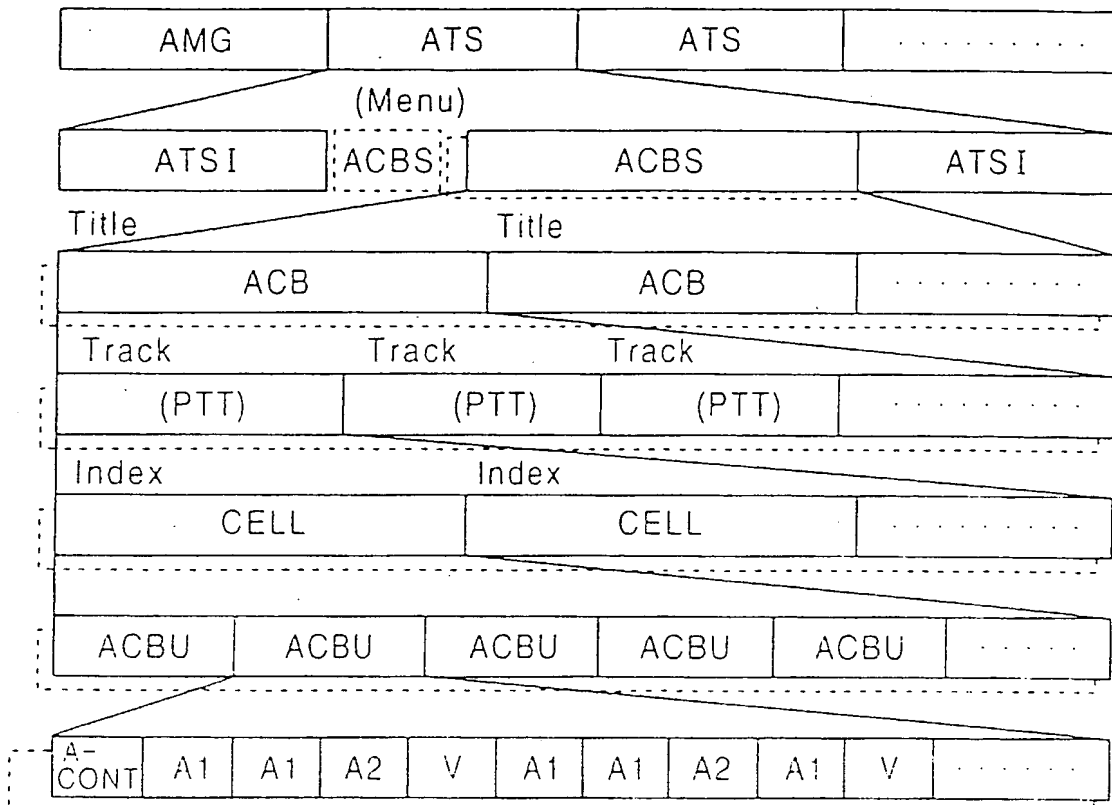 AMG ATS ATS .........
(Menu)
ATSI ACBS ACBS ATSI
Title Title
ACB ACB .........
Track Track Track
(PTT) (PTT) (PTT) .........
Index Index
CELL CELL .........
ACBU ACBU ACBU ACBU ACBU .....
A-
CONT A1 A1 A2 V A1 A1 A2 A1 V ......